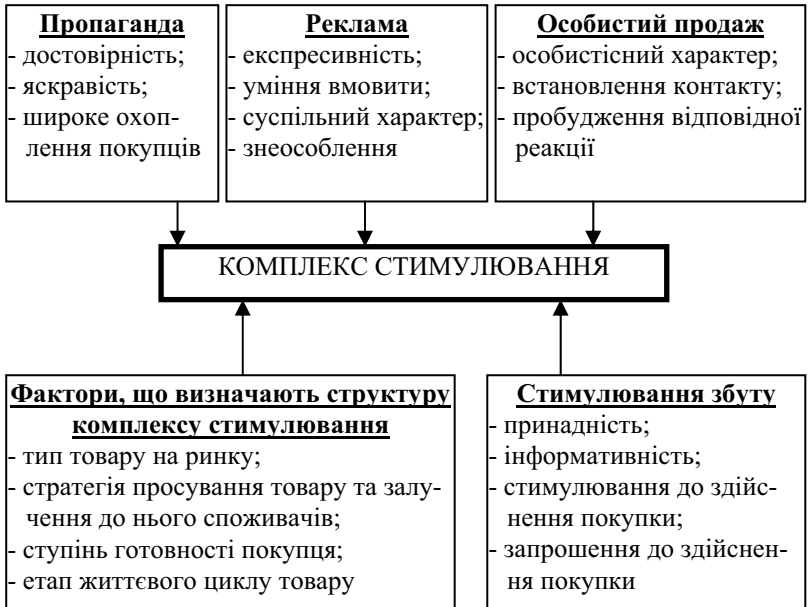 Пропаганда
- достовірність;
- яскравість;
- широке охоп-
лення покупців
Реклама
- експресивність;
- уміння вмовити;
- суспільний характер;
- знеособлення
Особистий продаж
- особистісний характер;
- встановлення контакту;
- пробудження відповідної
реакції
КОМПЛЕКС СТИМУЛЮВАННЯ
Фактори, що визначають структуру
комплексу стимулювання
- тип товару на ринку;
- стратегія просування товару та залу-
чення до нього споживачів;
- ступінь готовності покупця;
- етап життєвого циклу товару
Стимулювання збуту
- принадність;
- інформативність;
- стимулювання до здійс-
нення покупки;
- запрошення до здійснен-
ня покупки